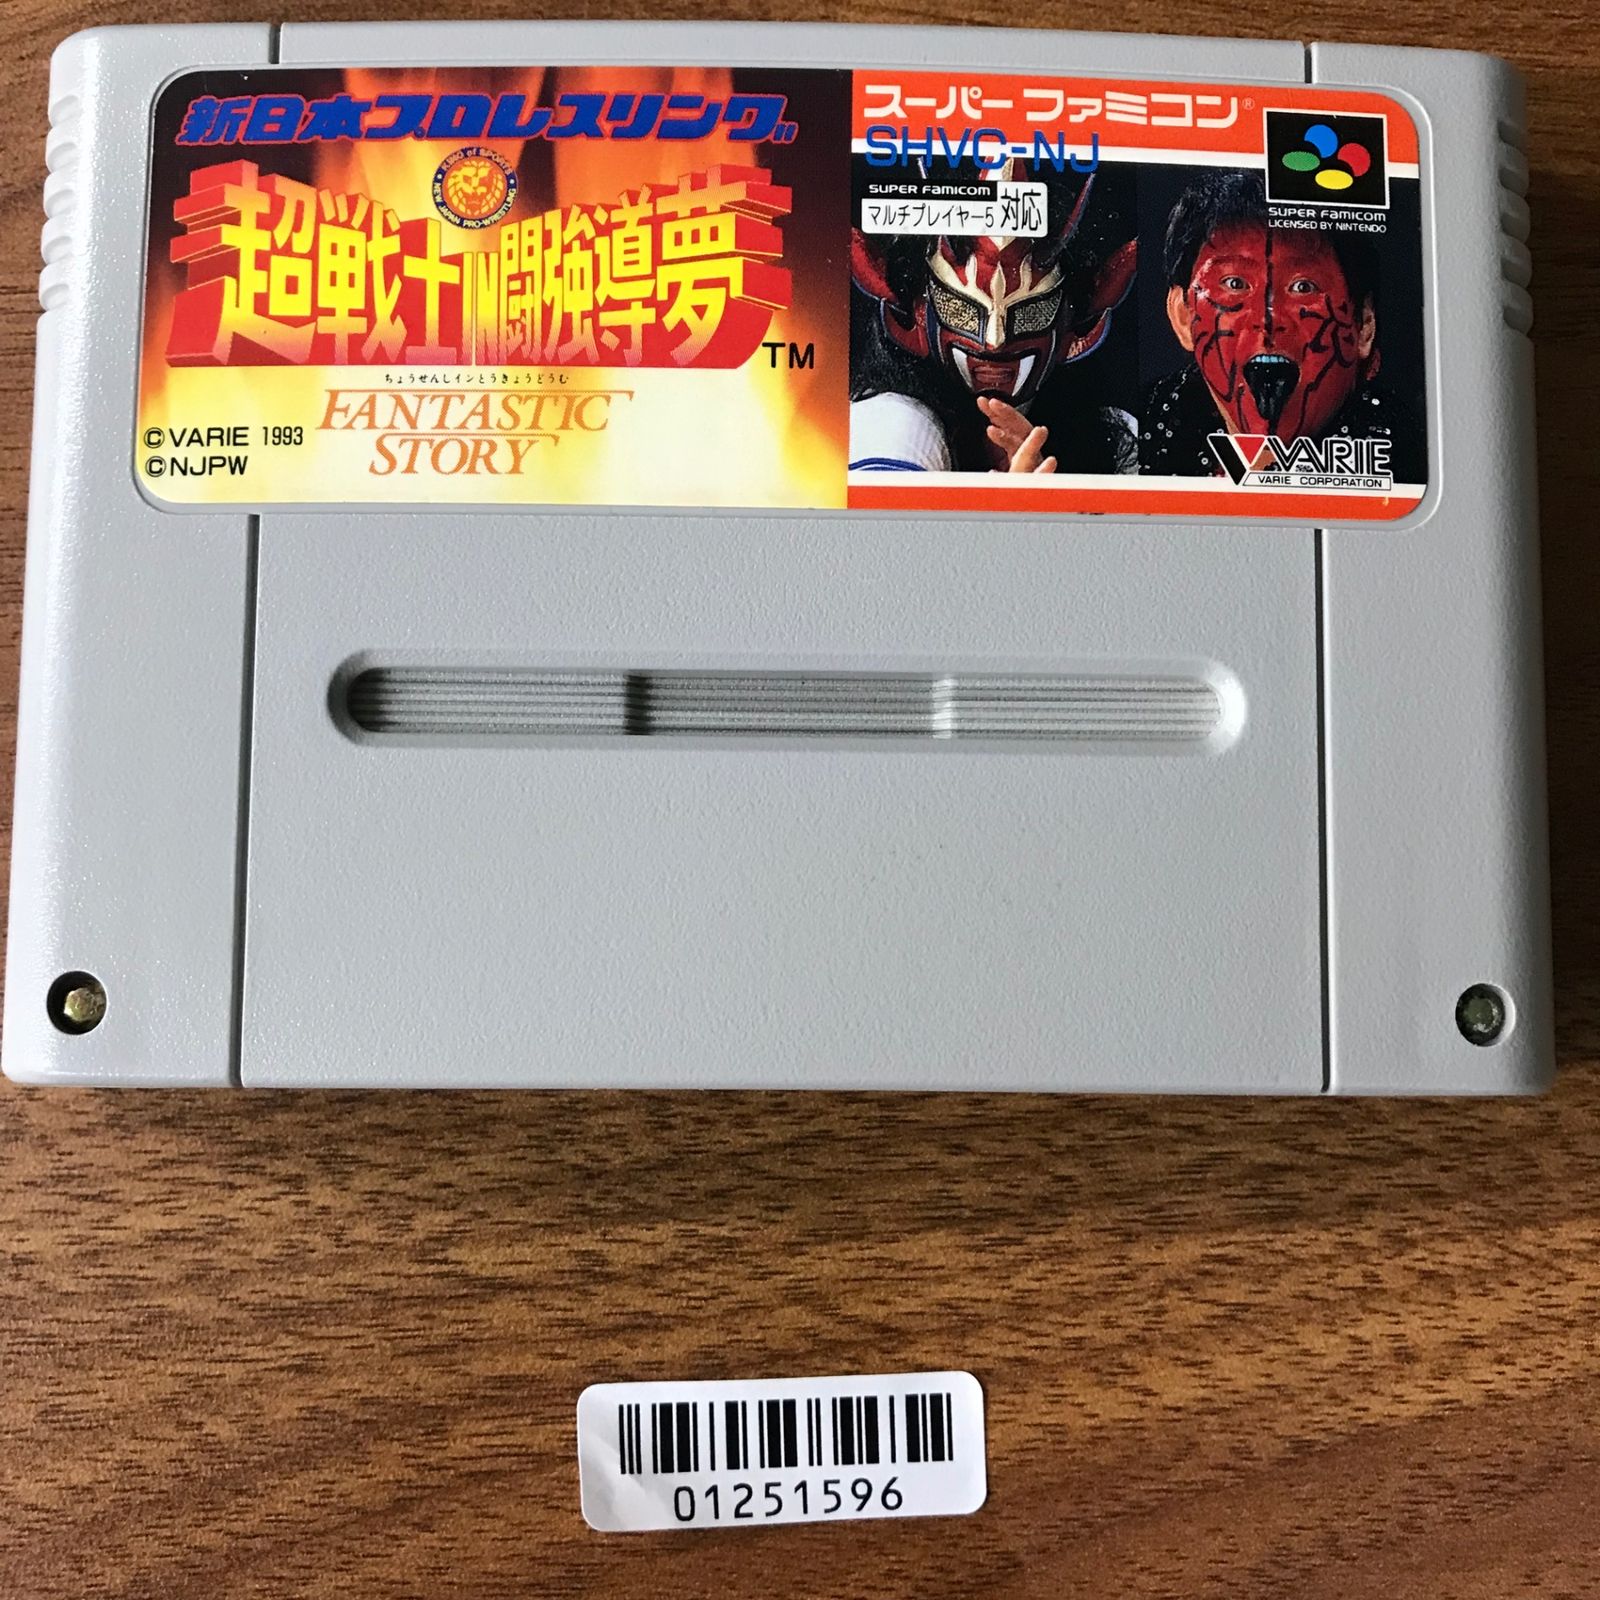 新日本プロレスリング
KING of SPORTS
NEW JAPAN PRO-WRESTLING
超戦士IN闘強導夢
TM
ちょうせんしインとうきょうどうむ
FANTASTIC
STORY
©VARIE 1993
©NJPW
スーパーファミコン®
SHVC-NJ
SUPER FAMICOM
マルチプレイヤー5 対応
SUPER FAMICOM
LICENSED BY NINTENDO
VARIE
VARIE CORPORATION
01251596